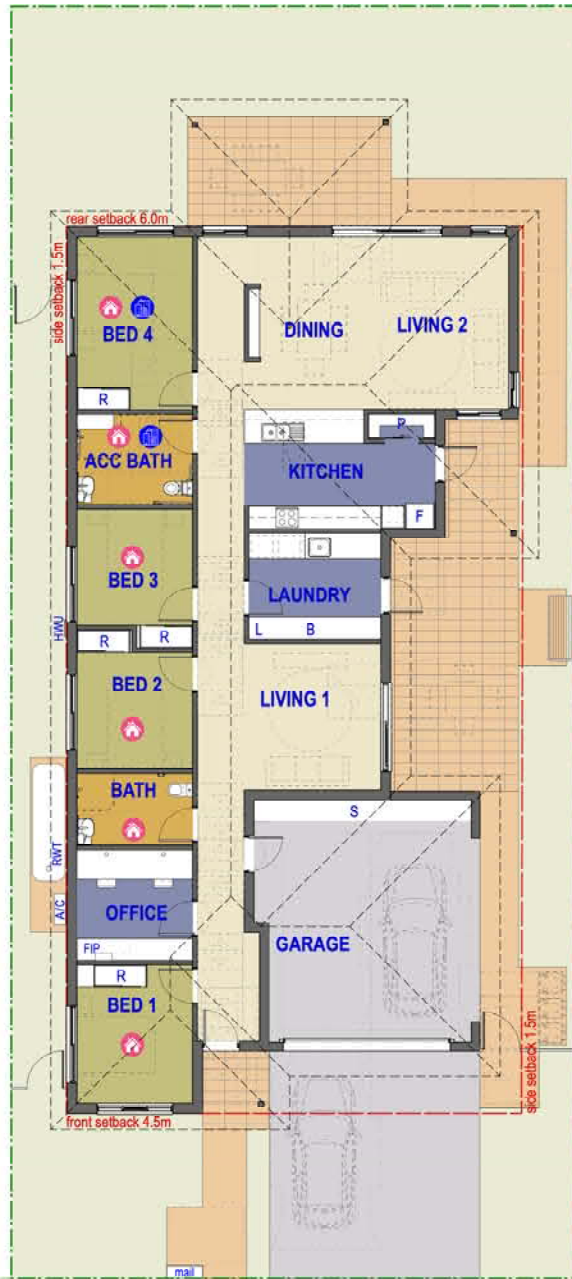 rear setback 6.0m
side setback 1.5m
BED 4
DINING
LIVING 2
R
ACC BATH
P
KITCHEN
F
BED 3
LAUNDRY
HWU
R
R
L
B
BED 2
LIVING 1
BATH
S
RWT
A/C
OFFICE
FIP
GARAGE
R
BED 1
side setback 1.5m
front setback 4.5m
mail